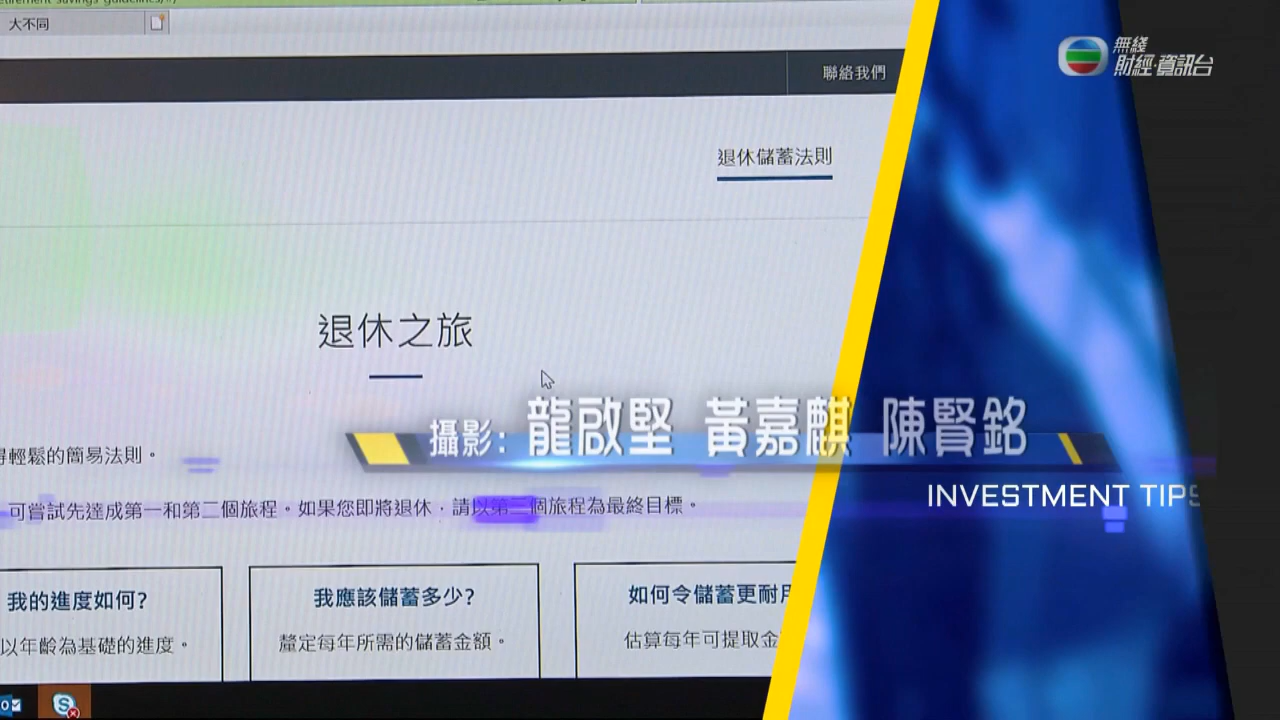 大不同
無綫
財經·資訊台
聯絡我們
退休儲蓄法則
退休之旅
攝影: 龍啟堅 黃嘉麒 陳賢銘
輕鬆的簡易法則。
INVESTMENT TIPS
可嘗試先達成第一和第二個旅程。如果您即將退休，請以第三個旅程為最終目標。
我的進度如何?
我應該儲蓄多少?
如何令儲蓄更耐用
以年齡為基礎的進度。
釐定每年所需的儲蓄金額。
估算每年可提取金